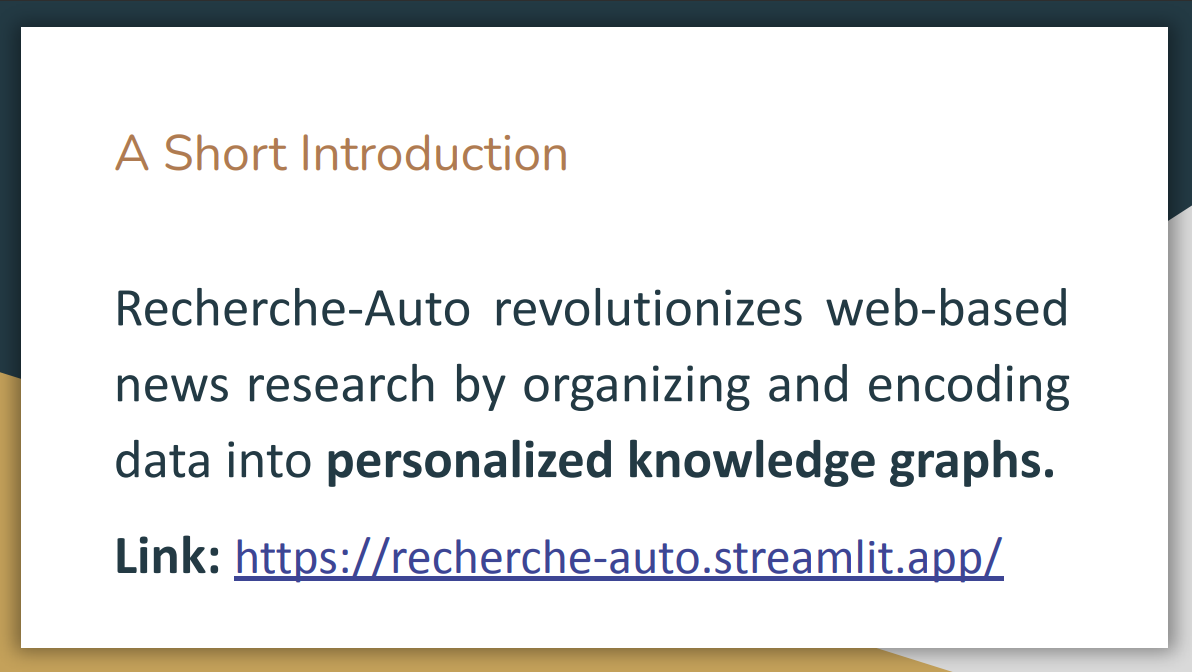 A Short Introduction
Recherche-Auto revolutionizes web-based
news research by organizing and encoding
data into personalized knowledge graphs.
Link: https://recherche-auto.streamlit.app/